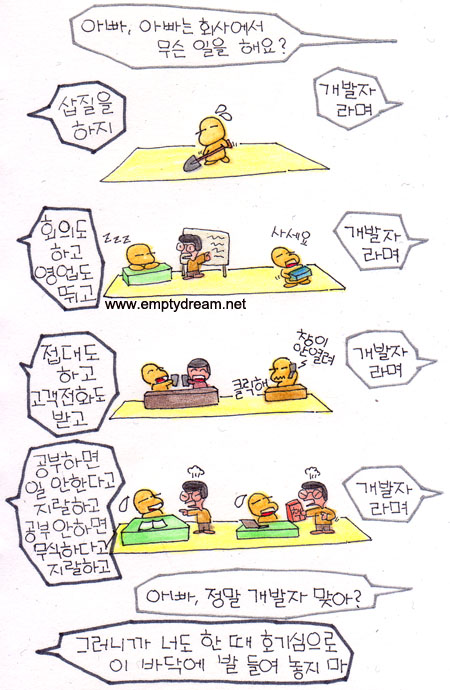 아빠, 아빠는 회사에서
무슨 일을 해요?
삽질을
하지
개발자
라며
회의도
하고
영업도
뛰고
zzz
사세요
개발자
라며
www.emptydream.net
접대도
하고
고객전화도
받고
클릭해
창이
안열려
개발자
라며
공부하면
일 안한다고
지랄하고
공부 안하면
무식하다고
지랄하고
개발자
라며
아빠, 정말 개발자 맞아?
그러니까 너도 한 때 호기심으로
이 바닥에 발 들여 놓지 마